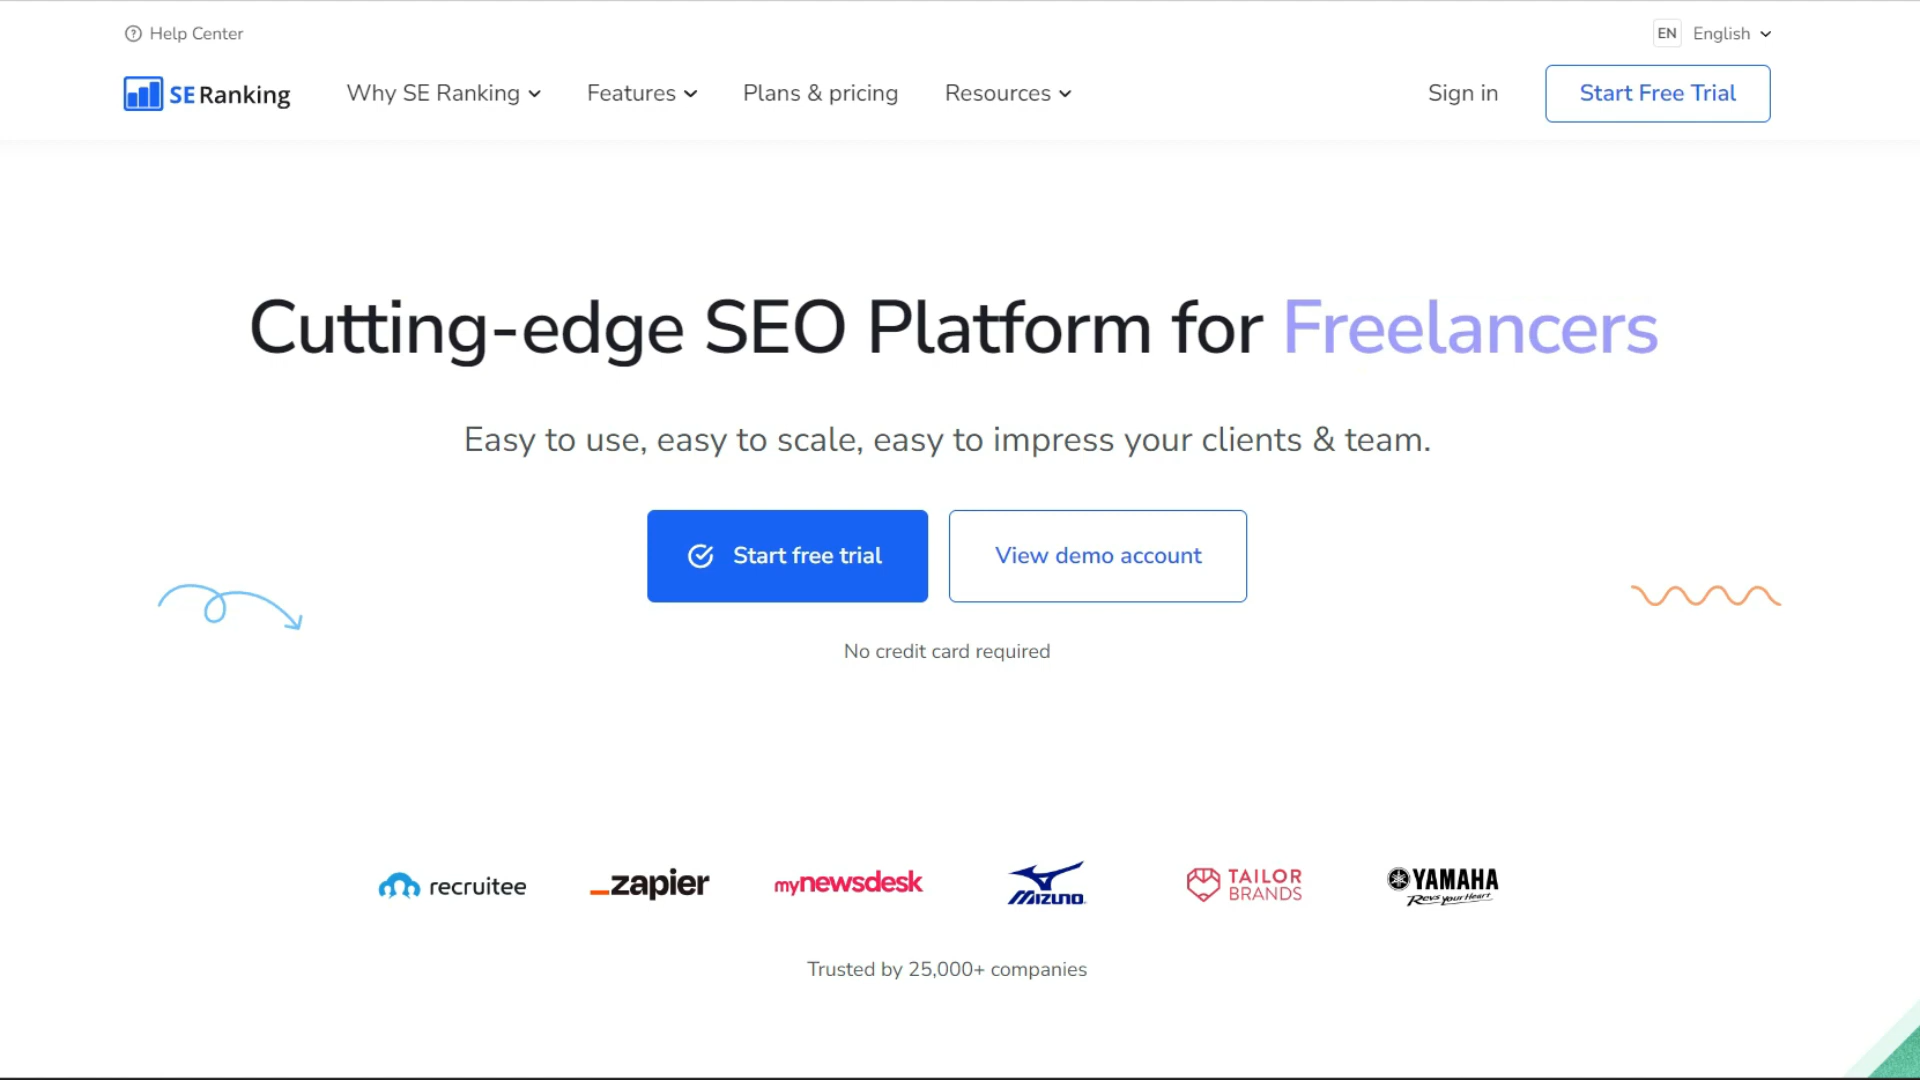 Help Center
EN English
SE Ranking
Why SE Ranking Features Plans & pricing Resources Sign in Start Free Trial
Cutting-edge SEO Platform for Freelancers
Easy to use, easy to scale, easy to impress your clients & team.
Start free trial View demo account
No credit card required
recruitee _zapier mynewsdesk MIZUNO TAILOR BRANDS YAMAHA
Revs Your Heart
Trusted by 25,000+ companies